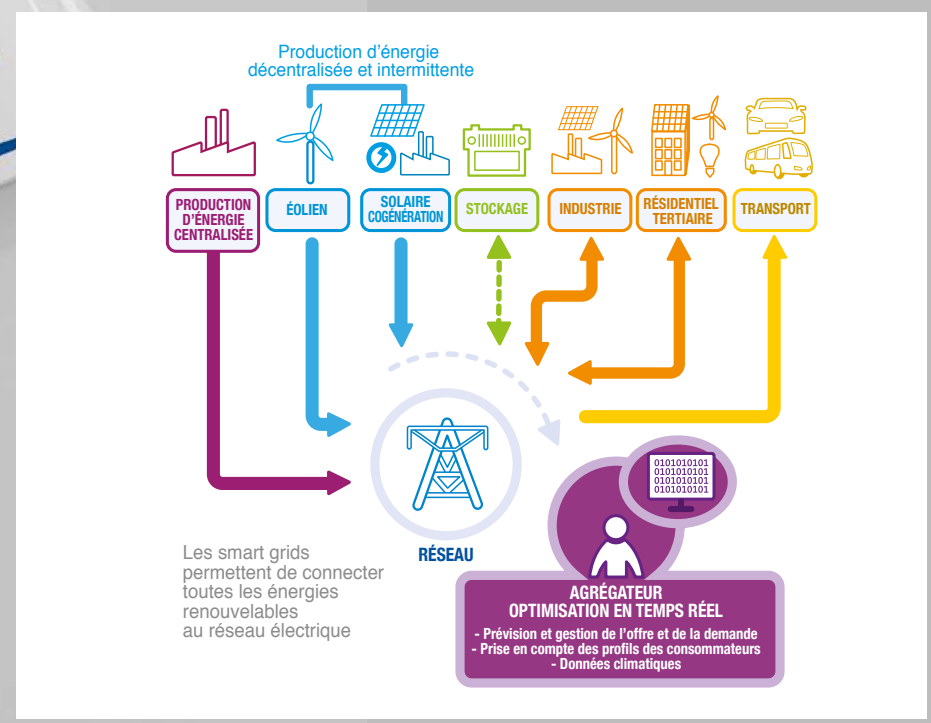 Production d'énergie
décentralisée et intermittente
PRODUCTION
D'ÉNERGIE
CENTRALISÉE
ÉOLIEN
SOLAIRE
COGÉNÉRATION
STOCKAGE
INDUSTRIE
RÉSIDENTIEL
TERTIAIRE
TRANSPORT
0101010101
0101010101
0101010101
0101010101
RÉSEAU
Les smart grids
permettent de connecter
toutes les énergies
renouvelables
au réseau électrique
AGRÉGATEUR
OPTIMISATION EN TEMPS RÉEL
- Prévision et gestion de l'offre et de la demande
- Prise en compte des profils des consommateurs
- Données climatiques